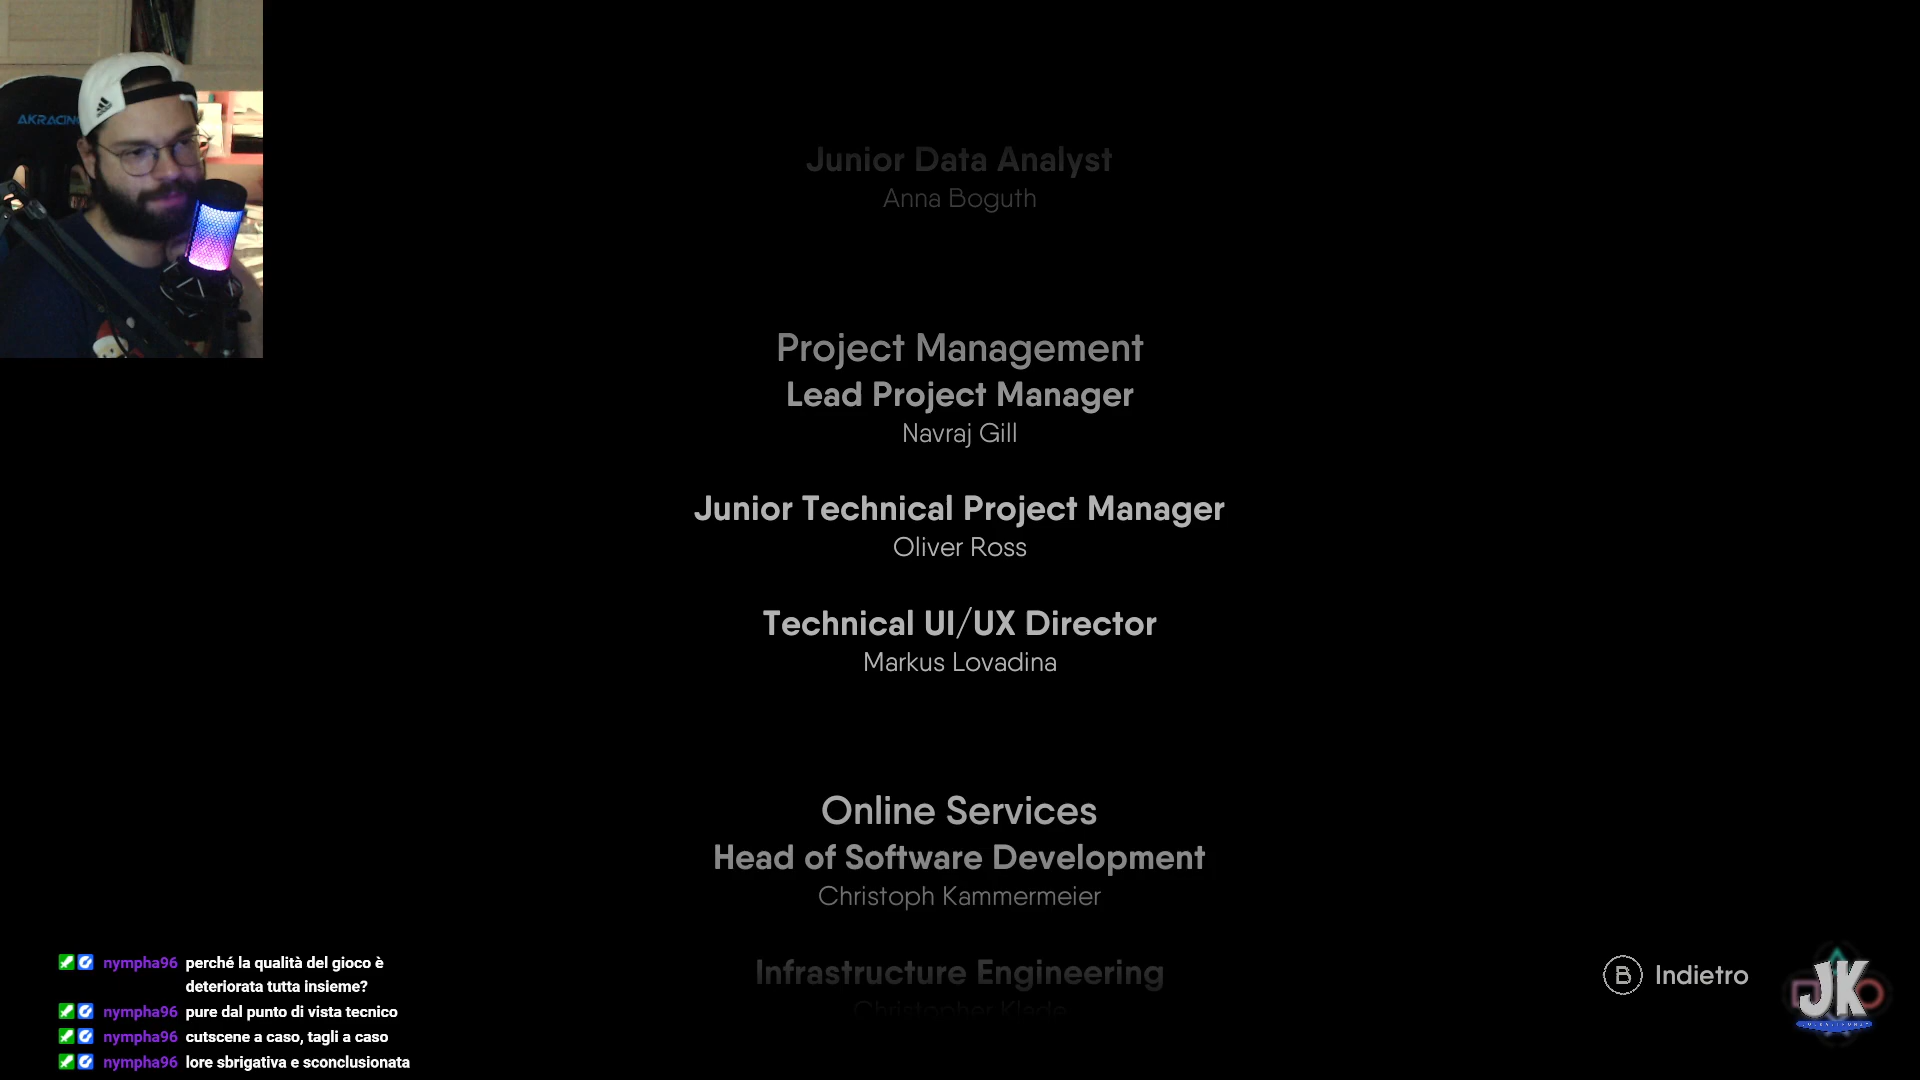 AKRACING
Junior Data Analyst
Anna Boguth
Project Management
Lead Project Manager
Navraj Gill
Junior Technical Project Manager
Oliver Ross
Technical UI/UX Director
Markus Lovadina
Online Services
Head of Software Development
Christoph Kammermeier
Infrastructure Engineering
Christopher Klade
B Indietro
JK
nympha96 perché la qualità del gioco è
deteriorata tutta insieme?
nympha96 pure dal punto di vista tecnico
nympha96 cutscene a caso, tagli a caso
nympha96 lore sbrigativa e sconclusionata